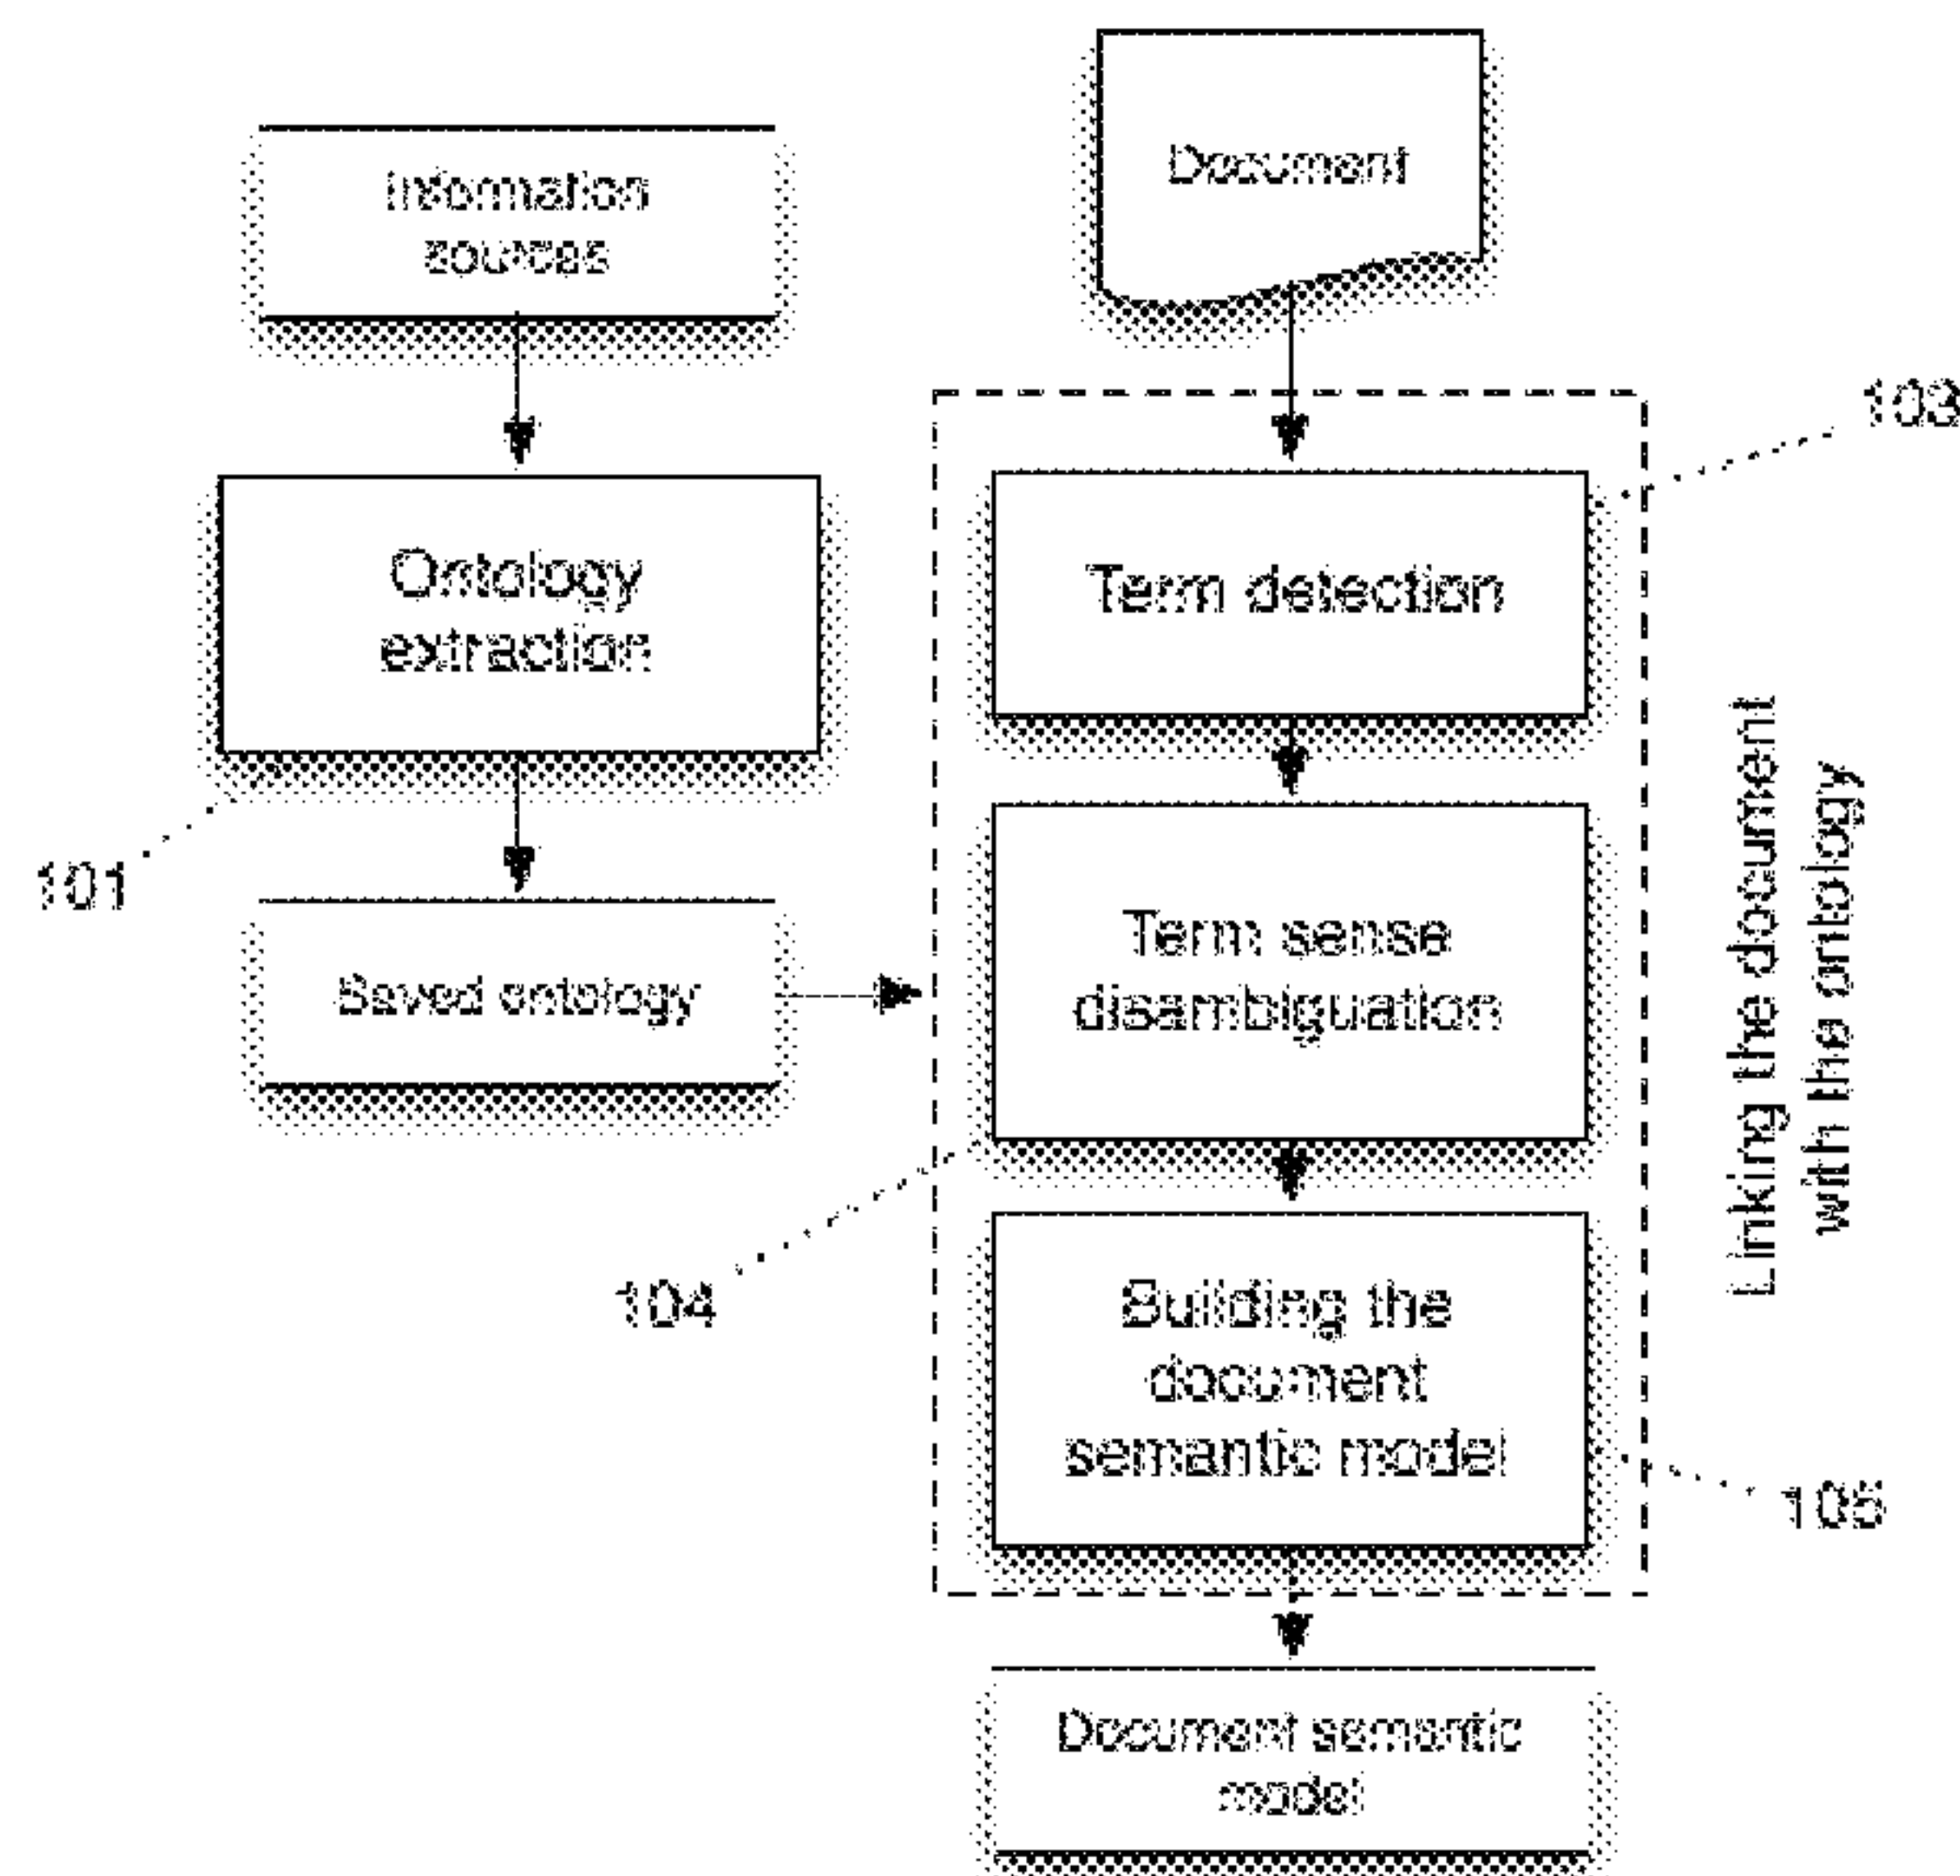 Information
sources
Document
103
Ontology
extraction
Term detection
101
Saved ontology
Term sense
disambiguation
Linking the document
with the ontology
104
Building the
document
semantic model
105
Document semantic
model